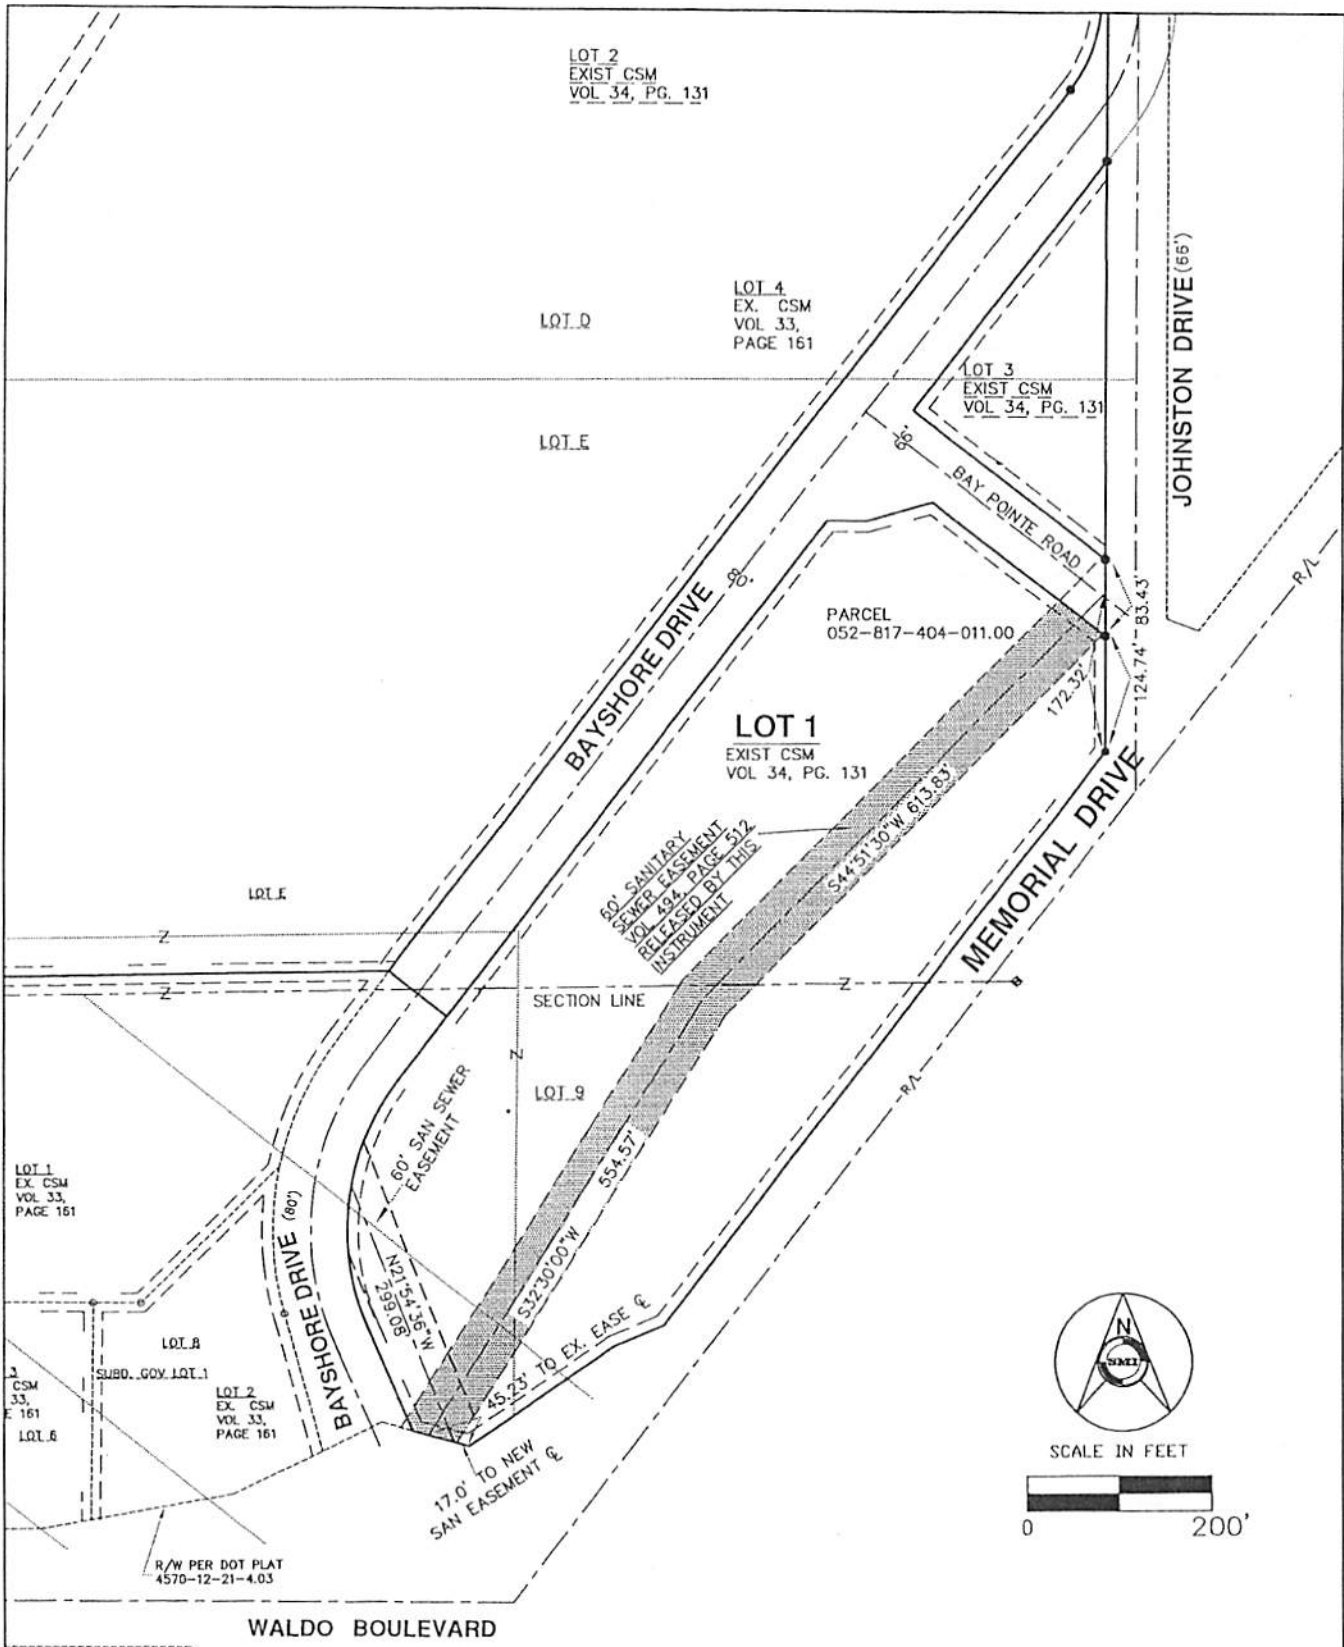 LOT 2
EXIST CSM
VOL 34, PG. 131
LOT 4
EX. CSM
VOL 33,
PAGE 161
LOT D
LOT 3
EXIST CSM
VOL 34, PG. 131
JOHNSTON DRIVE (66')
LOT E
66'
BAY POINTE ROAD
R/L
83.43'
BAYSHORE DRIVE
PARCEL
052-817-404-011.00
124.74'
172.32'
LOT 1
EXIST CSM
VOL 34, PG. 131
MEMORIAL DRIVE
S44°51'30"W 613.83'
60' SANITARY
SEWER EASEMENT
VOL 494, PAGE 512
RELEASED BY THIS
INSTRUMENT
LOT E
Z
Z
Z
Z
Z
SECTION LINE
R/L
LOT 9
60' SAN SEWER
EASEMENT
554.57'
S32°30'00"W
LOT 1
EX. CSM
VOL 33,
PAGE 161
BAYSHORE DRIVE (80')
N21°54'36"W
299.08'
45.23' TO EX. EASE ℄
17.0' TO NEW
SAN EASEMENT ℄
LOT 8
SUBD. GOV LOT 1
LOT 2
EX. CSM
VOL 33,
PAGE 161
3
CSM
33,
E 161
LOT 6
N
SMI
SCALE IN FEET
0 200'
R/W PER DOT PLAT
4570-12-21-4.03
WALDO BOULEVARD